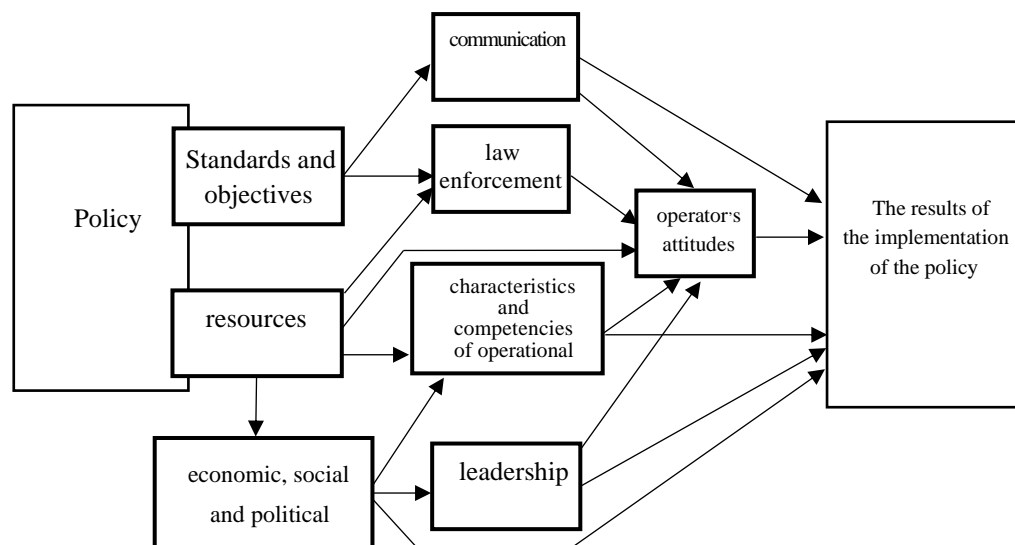 communication
Standards and
objectives
law
enforcement
Policy
operator's
attitudes
The results of
the implementation
of the policy
resources
characteristics
and
competencies
of operational
economic, social
and political
leadership